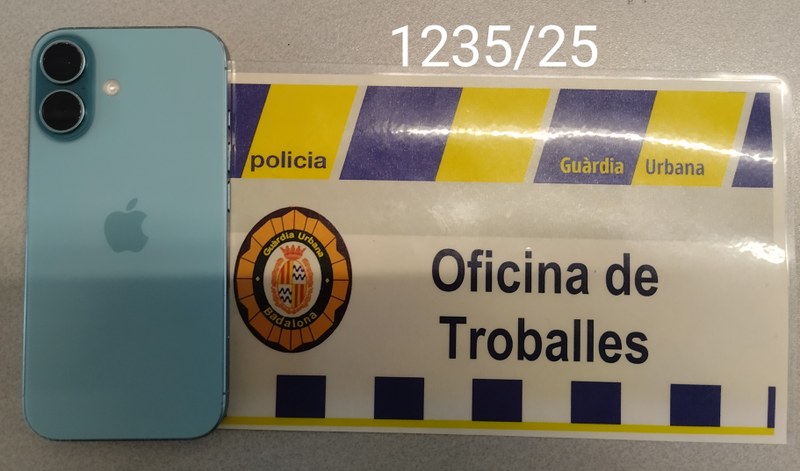 1235/25
policia
Guàrdia Urbana
Guàrdia Urbana
Badalona
Oficina de
Troballes